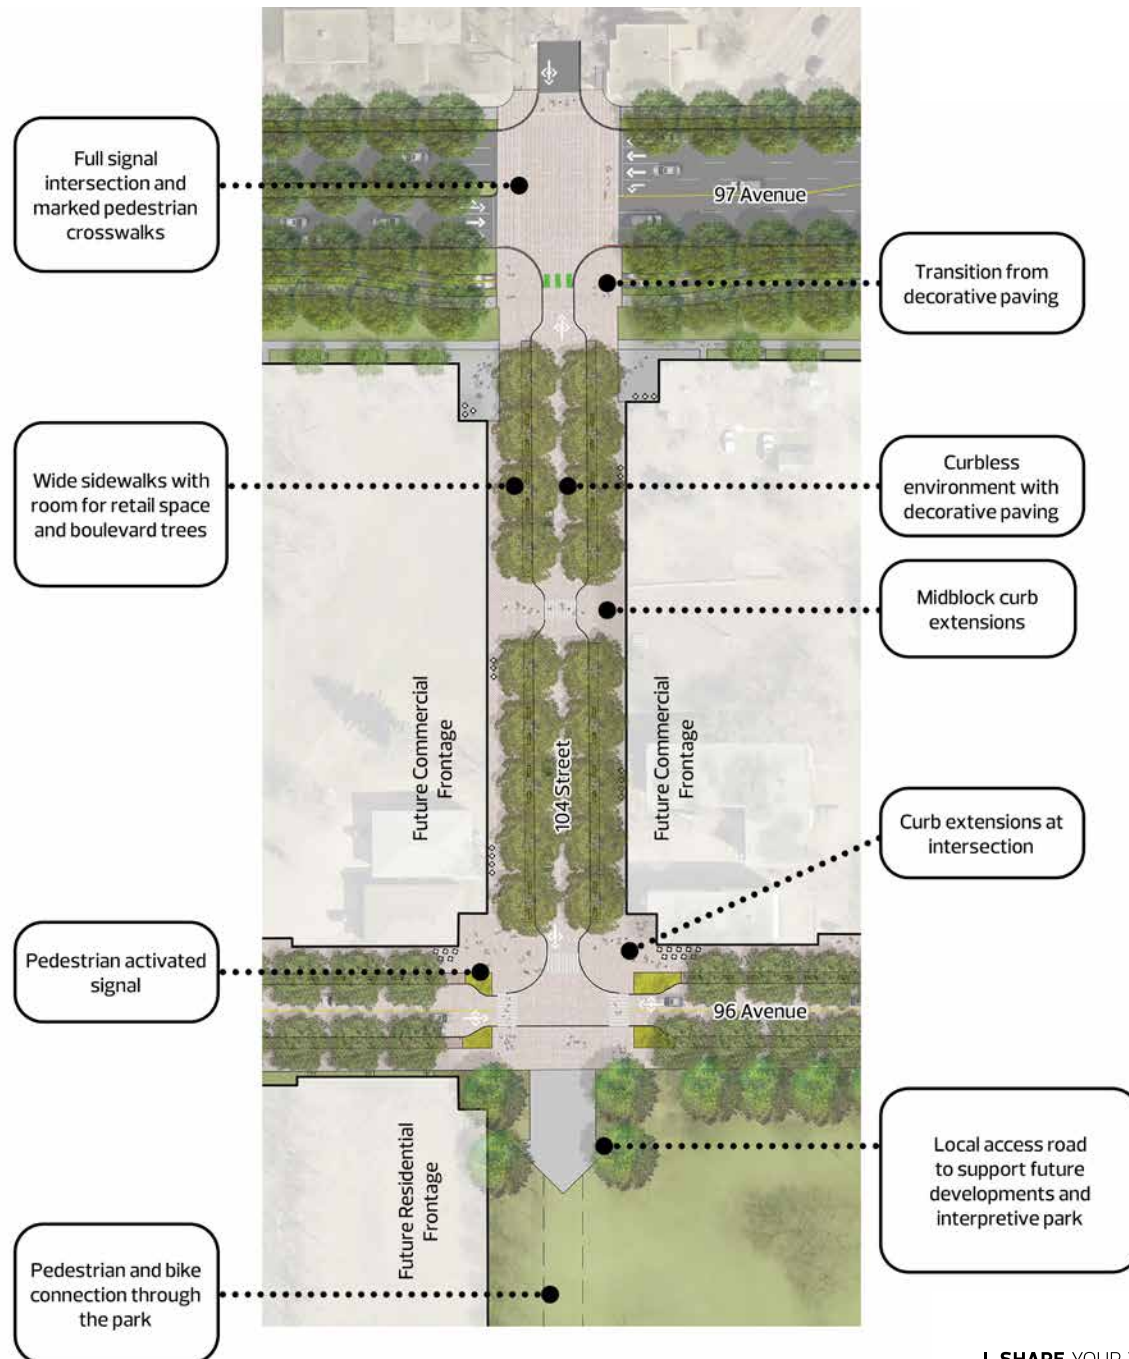 Full signal
intersection and
marked pedestrian
crosswalks
97 Avenue
Transition from
decorative paving
Wide sidewalks with
room for retail space
and boulevard trees
Curbless
environment with
decorative paving
Midblock curb
extensions
Future Commercial
Frontage
104 Street
Future Commercial
Frontage
Curb extensions at
intersection
Pedestrian activated
signal
96 Avenue
Local access road
to support future
developments and
interpretive park
Future Residential
Frontage
Pedestrian and bike
connection through
the park
SHARE YOUR